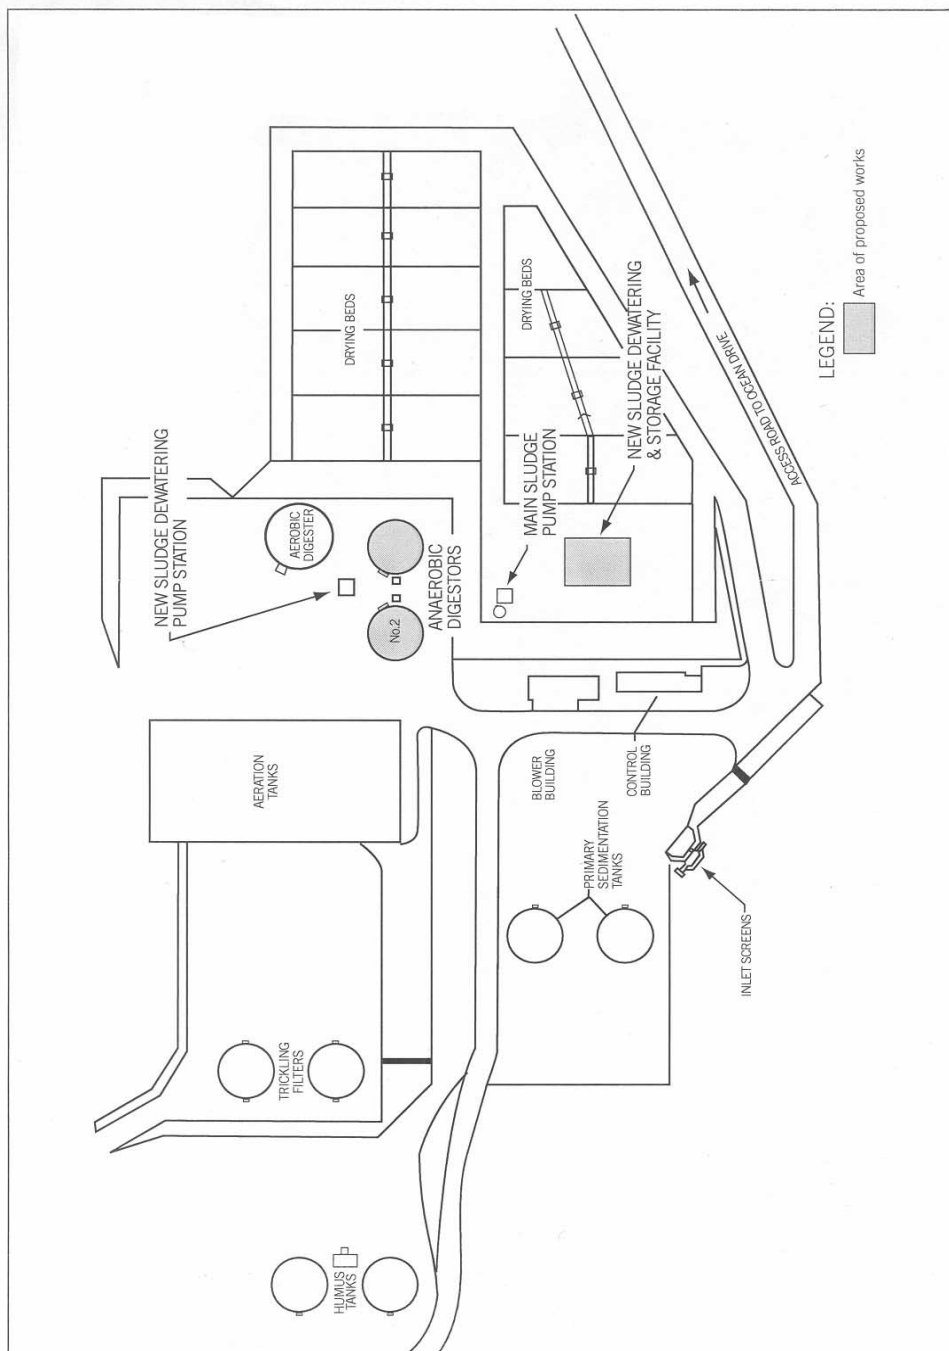 HUMUS
TANKS
TRICKLING
FILTERS
AERATION
TANKS
NEW SLUDGE DEWATERING
PUMP STATION
AEROBIC
DIGESTER
No.2
ANAEROBIC
DIGESTORS
DRYING BEDS
DRYING BEDS
MAIN SLUDGE
PUMP STATION
NEW SLUDGE DEWATERING
& STORAGE FACILITY
BLOWER
BUILDING
CONTROL
BUILDING
PRIMARY
SEDIMENTATION
TANKS
INLET SCREENS
ACCESS ROAD TO OCEAN DRIVE
LEGEND:
Area of proposed works